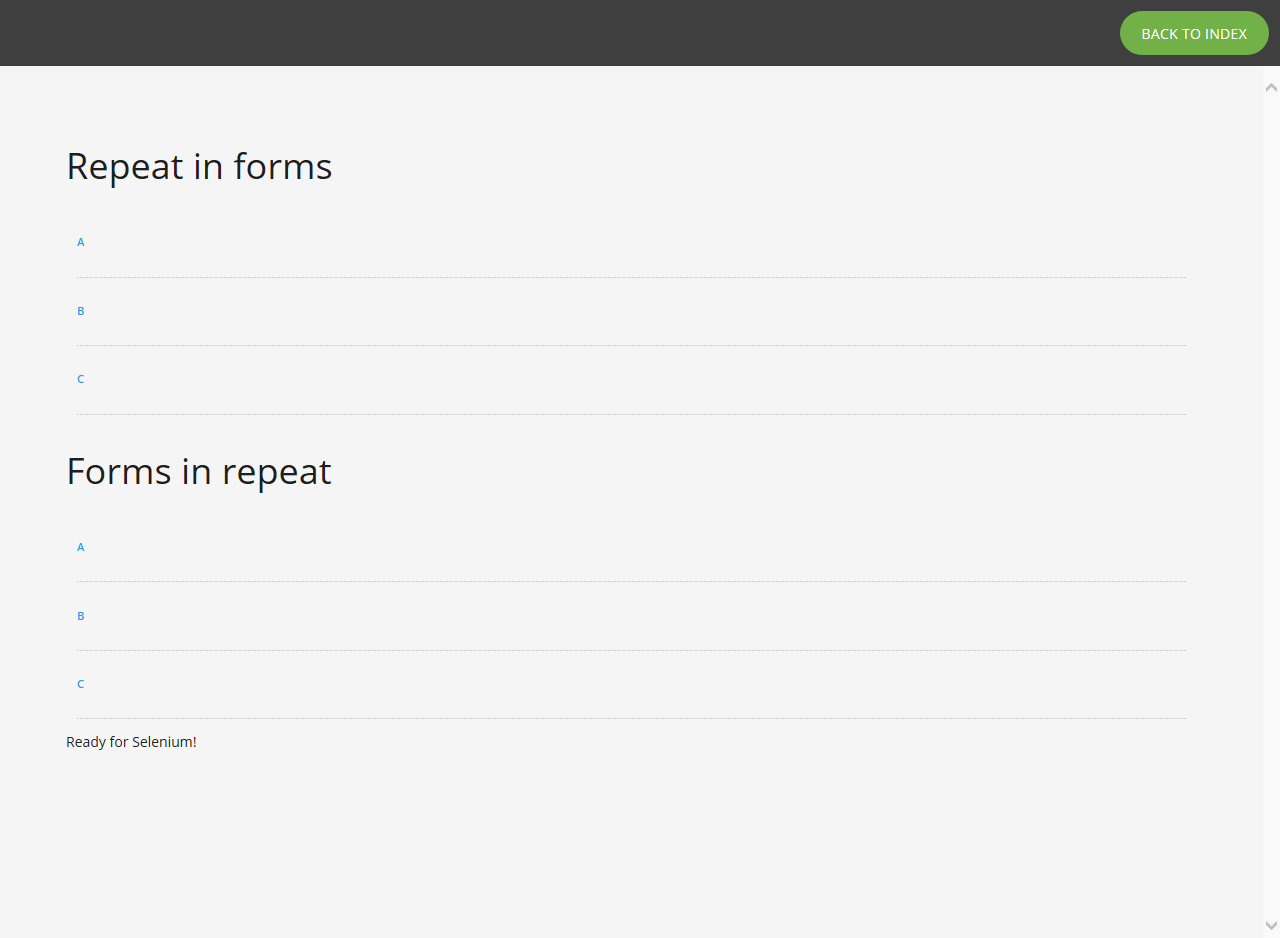 BACK TO INDEX
Repeat in forms
A
B
C
Forms in repeat
A
B
C
Ready for Selenium!